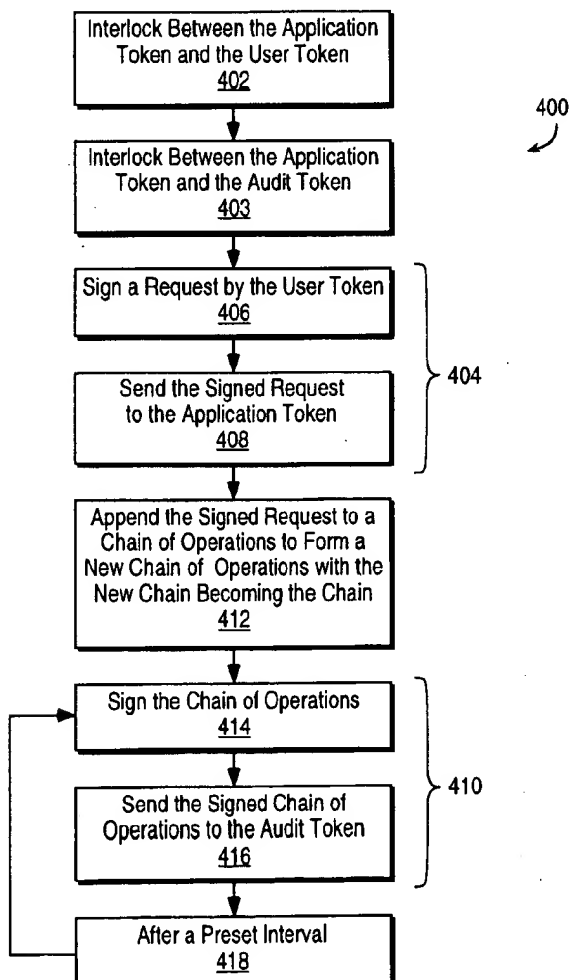 Interlock Between the Application
Token and the User Token
402
400
Interlock Between the Application
Token and the Audit Token
403
Sign a Request by the User Token
406
404
Send the Signed Request
to the Application Token
408
Append the Signed Request to a
Chain of Operations to Form a
New Chain of Operations with the
New Chain Becoming the Chain
412
Sign the Chain of Operations
414
410
Send the Signed Chain of
Operations to the Audit Token
416
After a Preset Interval
418